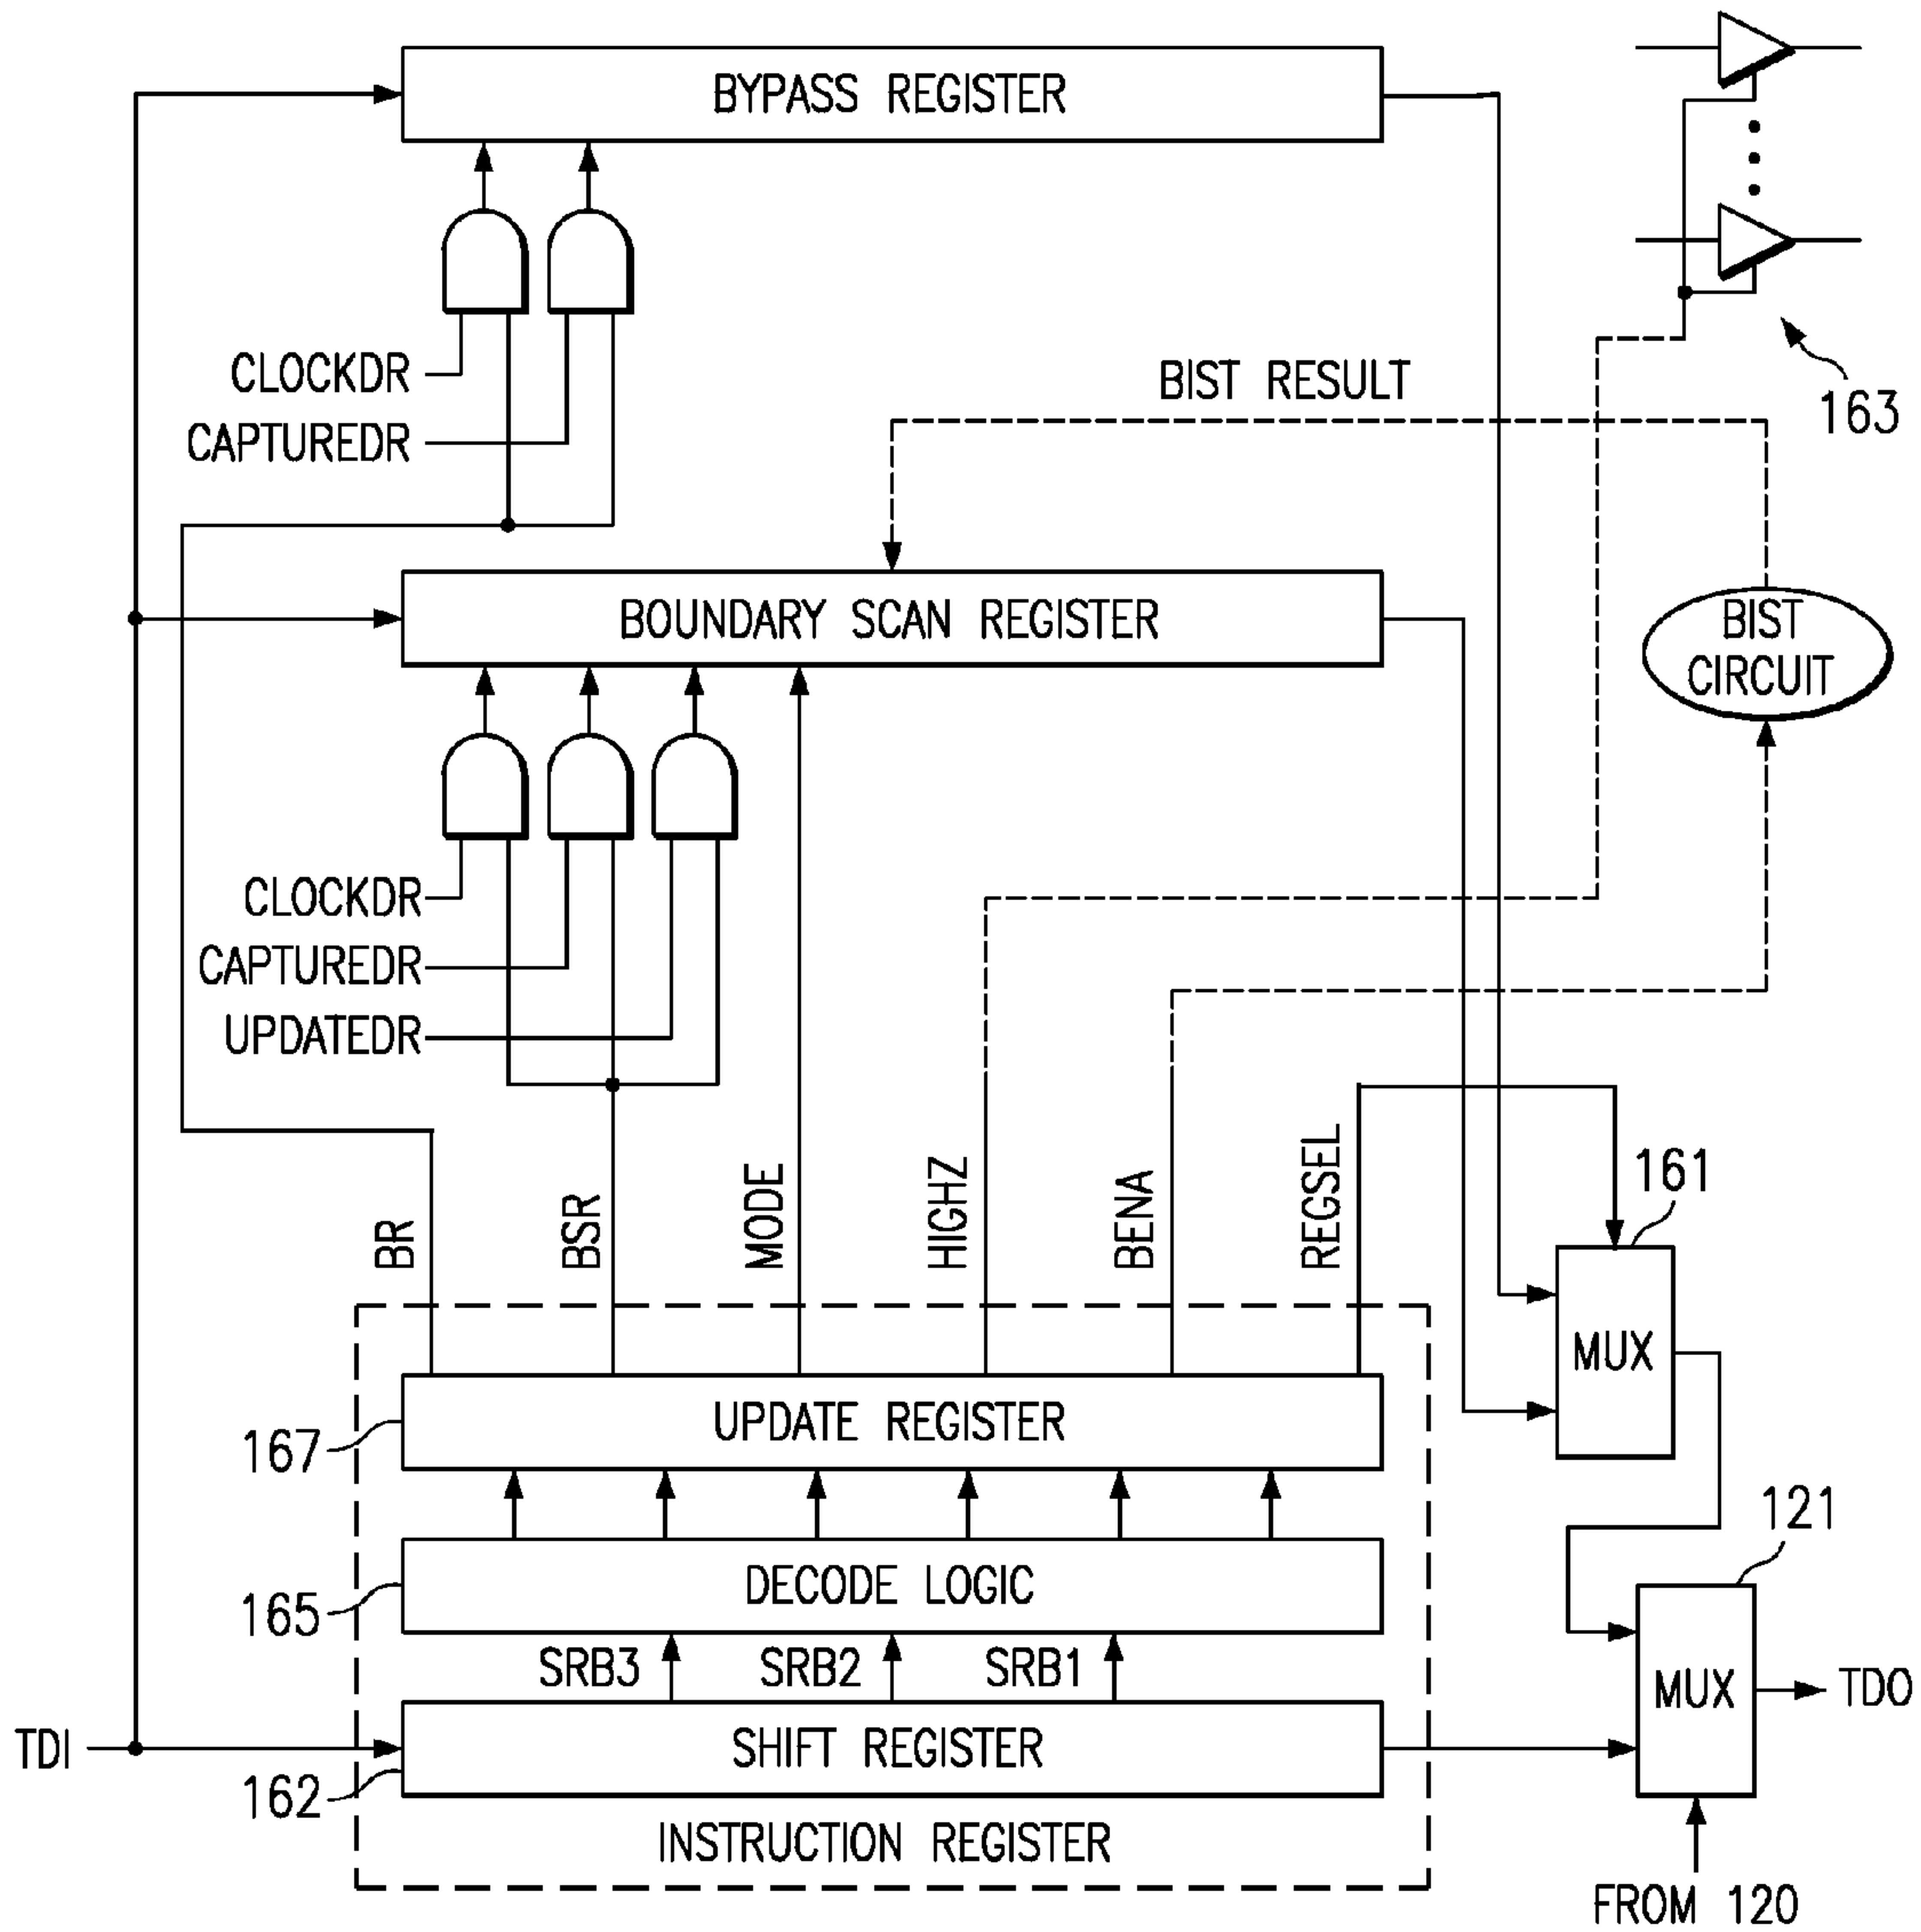 BYPASS REGISTER
CLOCKDR
CAPTUREDR
BIST RESULT
163
BOUNDARY SCAN REGISTER
BIST
CIRCUIT
CLOCKDR
CAPTUREDR
UPDATEDR
BR
BSR
MODE
HIGHZ
BENA
REGSEL
161
MUX
UPDATE REGISTER
167
121
DECODE LOGIC
165
SRB3
SRB2
SRB1
MUX
TDO
TDI
SHIFT REGISTER
162
INSTRUCTION REGISTER
FROM 120